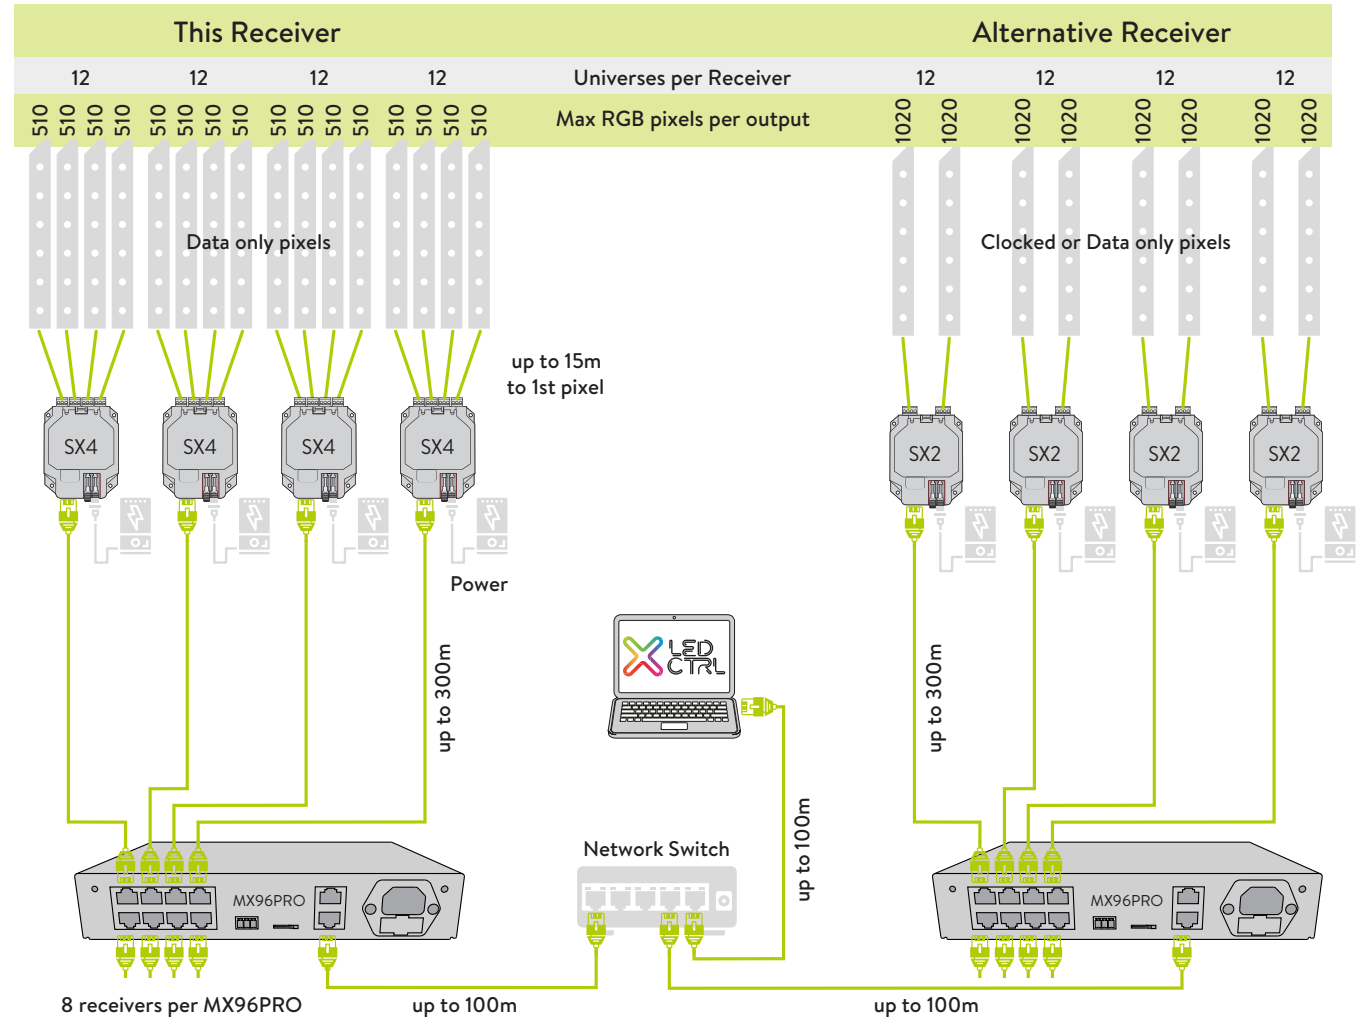 This Receiver
Alternative Receiver
12 12 12 12 Universes per Receiver 12 12 12 12
510 510 510 510 510 510 510 510 510 510 510 510 510 510 510 510 Max RGB pixels per output 1020 1020 1020 1020 1020 1020 1020 1020
Data only pixels
Clocked or Data only pixels
up to 15m
to 1st pixel
SX4 SX4 SX4 SX4
SX2 SX2 SX2 SX2
Power
LED
CTRL
up to 300m
up to 300m
up to 100m
Network Switch
MX96PRO
MX96PRO
8 receivers per MX96PRO
up to 100m
up to 100m